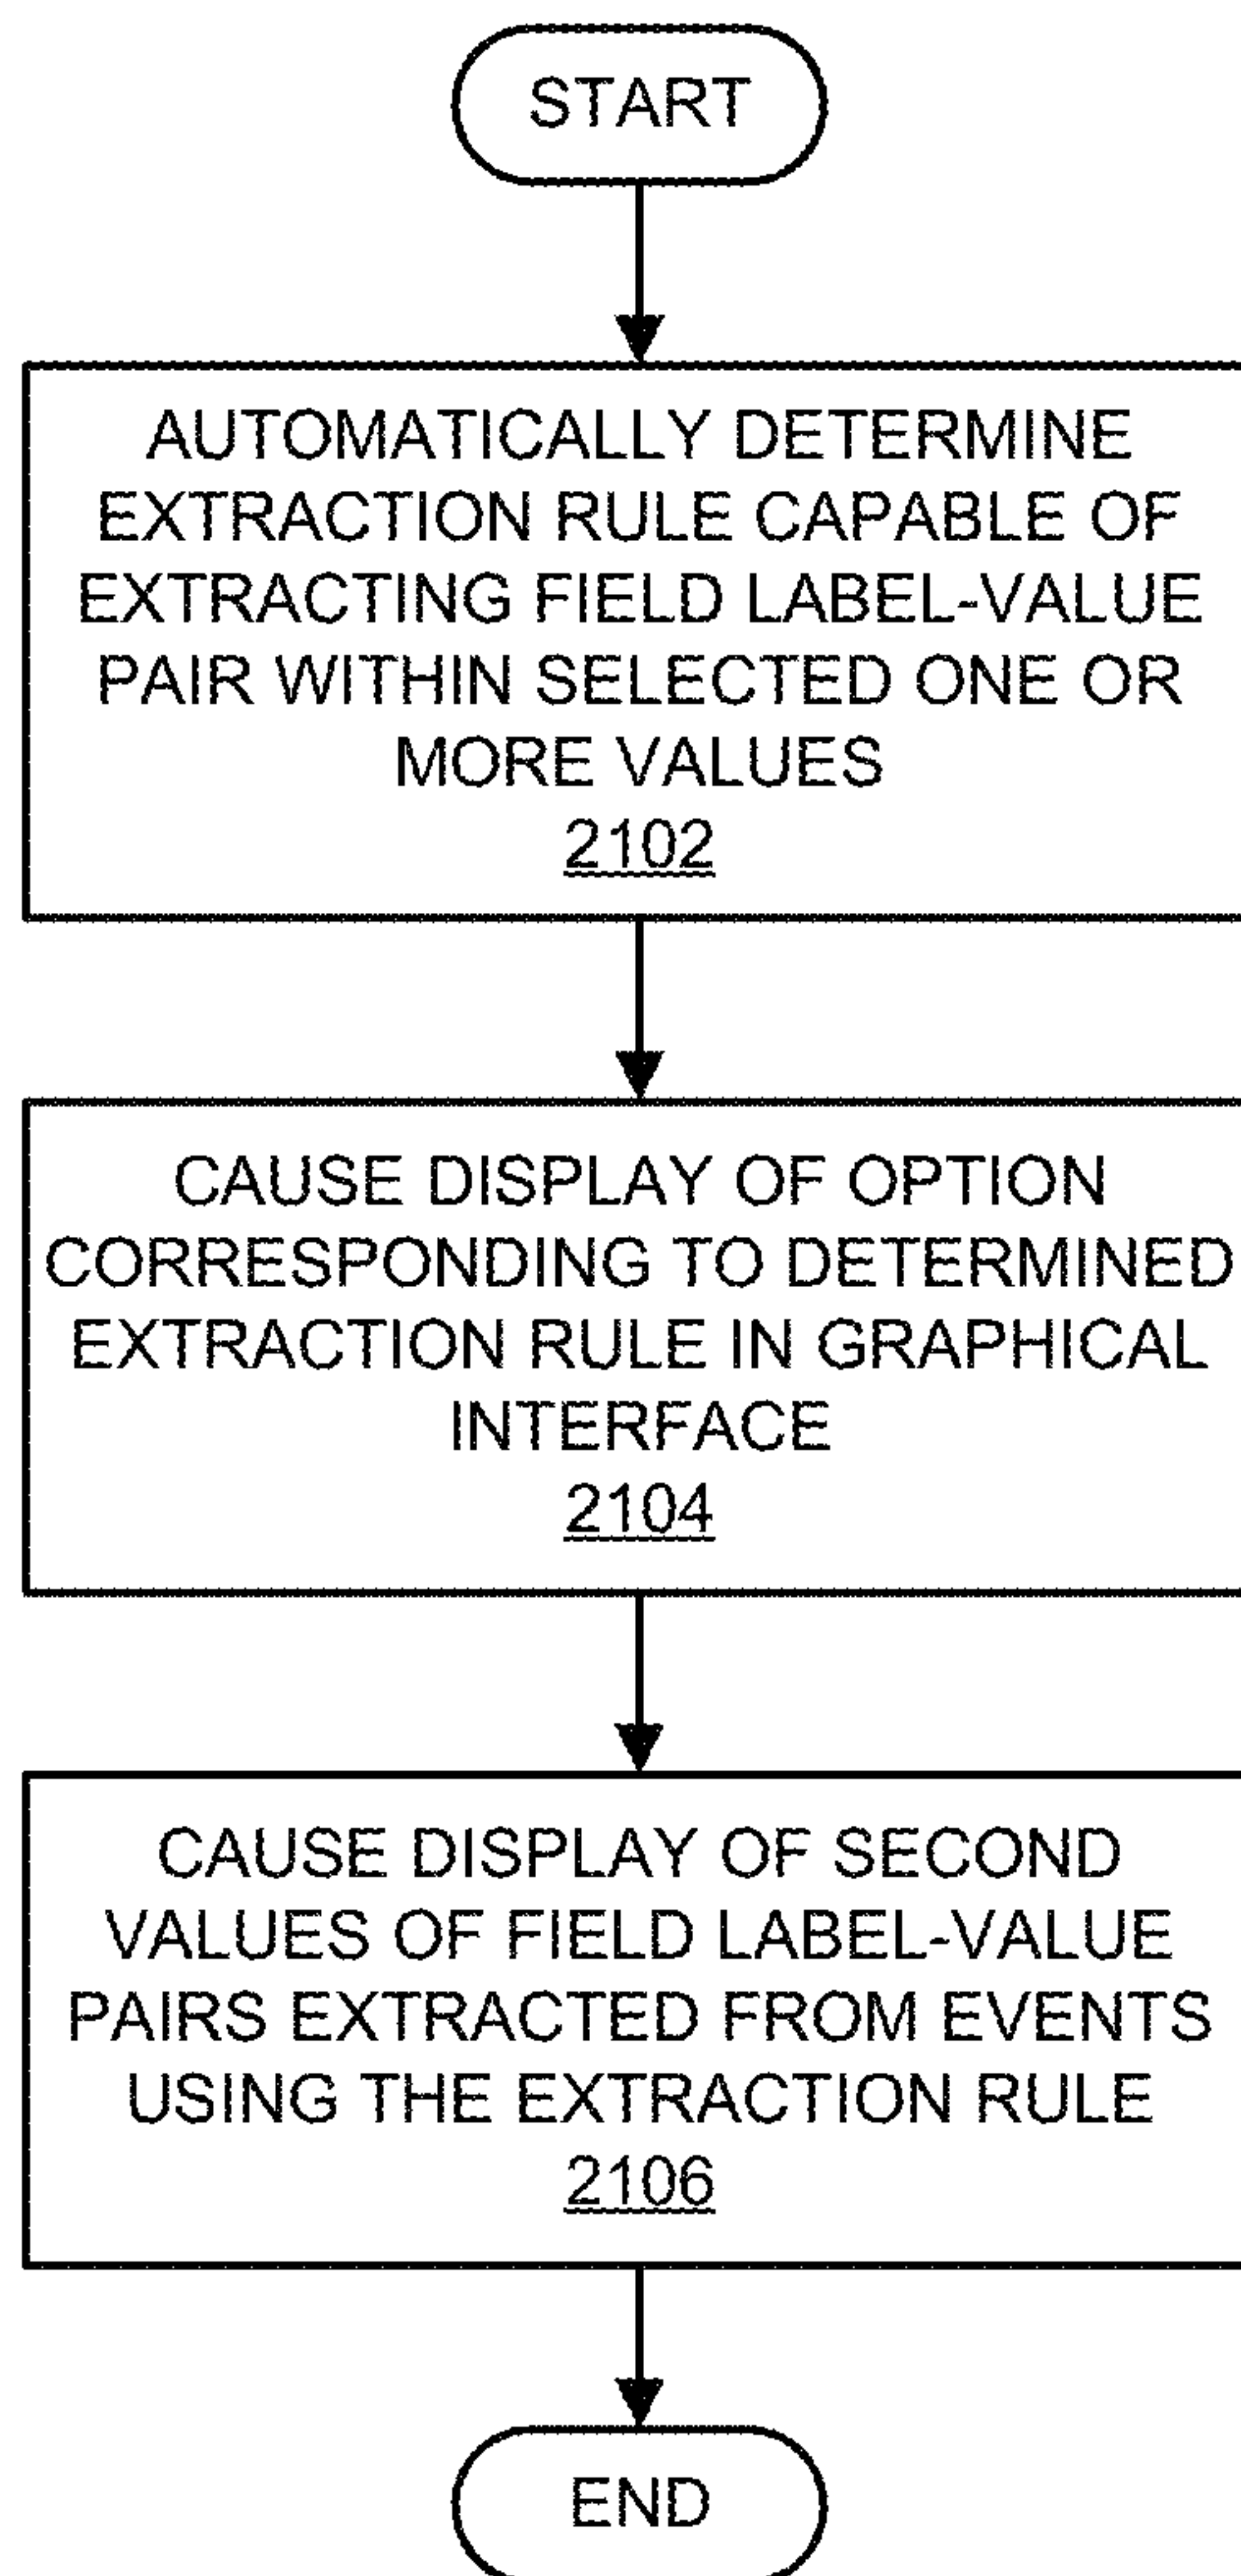 START
AUTOMATICALLY DETERMINE
EXTRACTION RULE CAPABLE OF
EXTRACTING FIELD LABEL-VALUE
PAIR WITHIN SELECTED ONE OR
MORE VALUES
2102
CAUSE DISPLAY OF OPTION
CORRESPONDING TO DETERMINED
EXTRACTION RULE IN GRAPHICAL
INTERFACE
2104
CAUSE DISPLAY OF SECOND
VALUES OF FIELD LABEL-VALUE
PAIRS EXTRACTED FROM EVENTS
USING THE EXTRACTION RULE
2106
END